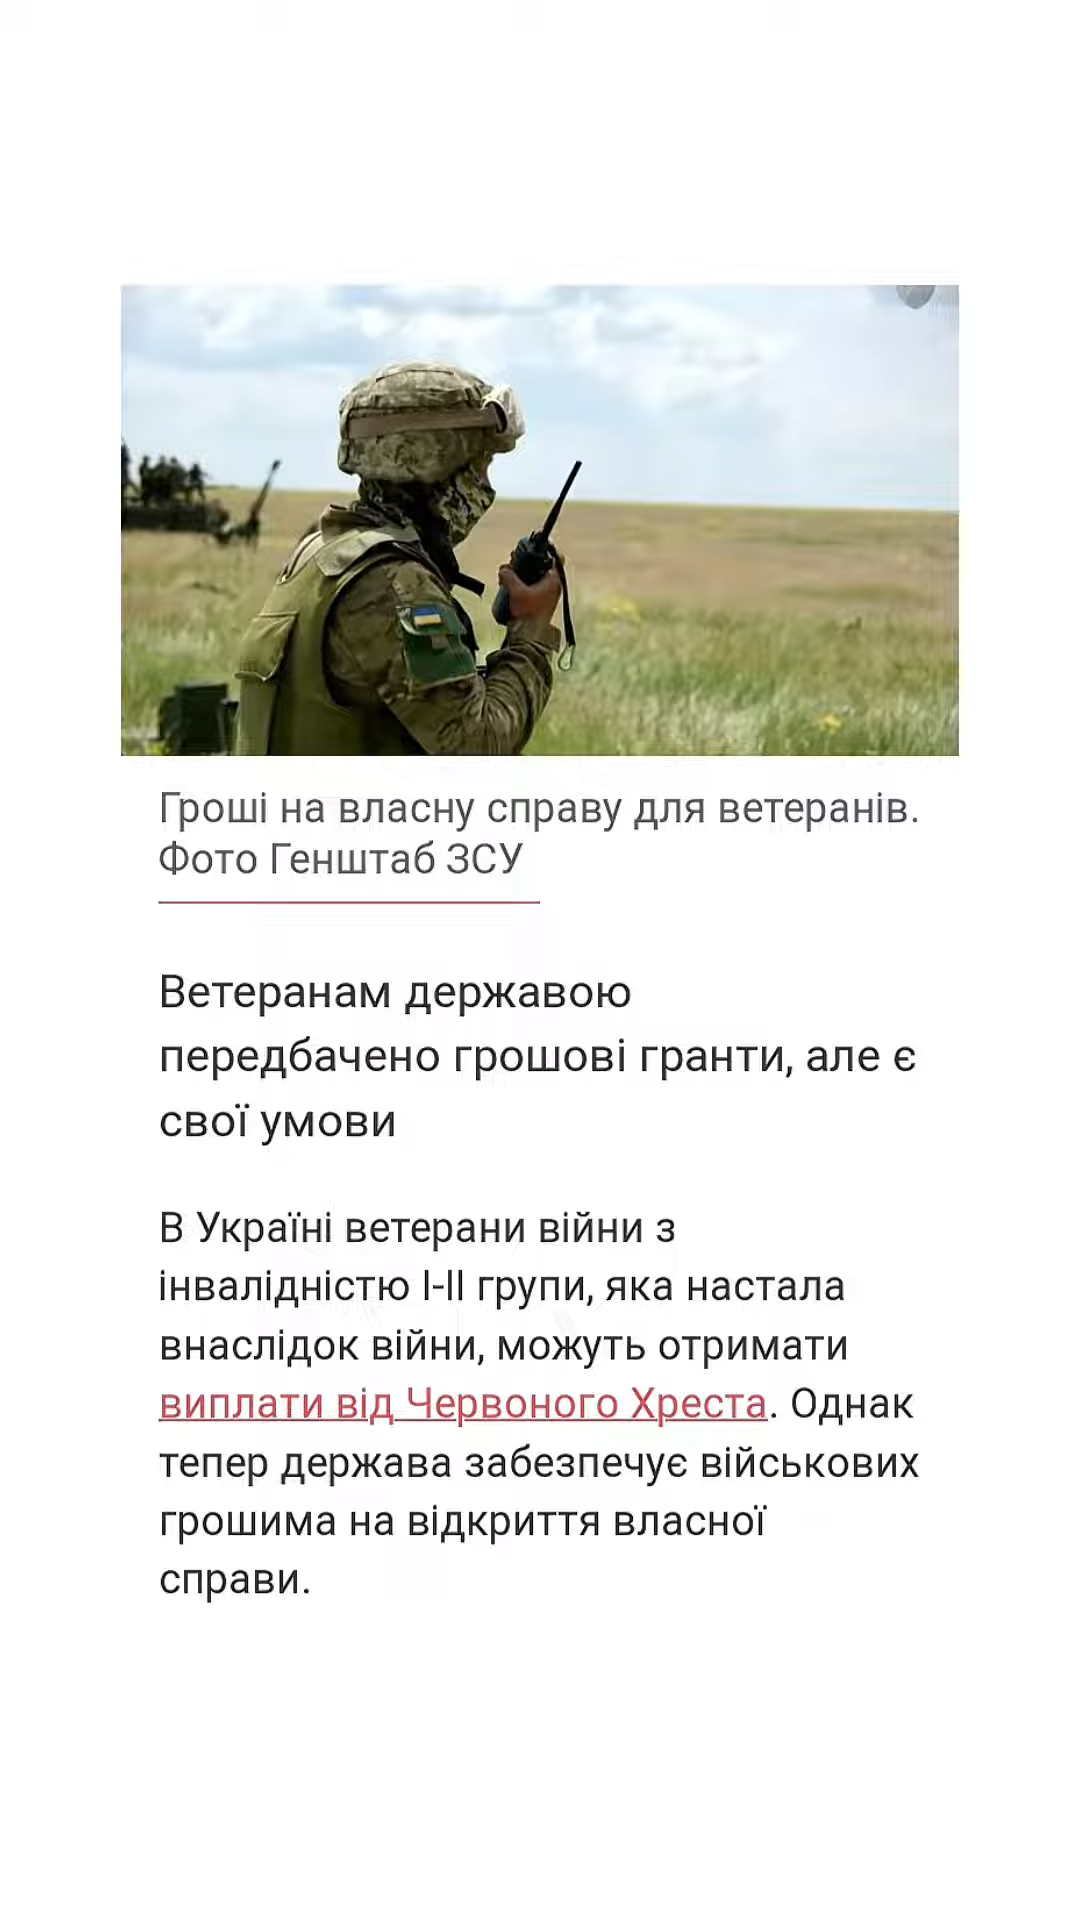 Гроші на власну справу для ветеранів.
Фото Генштаб ЗСУ
Ветеранам державою
передбачено грошові гранти, але є
свої умови
В Україні ветерани війни з
інвалідністю І-ІІ групи, яка настала
внаслідок війни, можуть отримати
виплати від Червоного Хреста. Однак
тепер держава забезпечує військових
грошима на відкриття власної
справи.